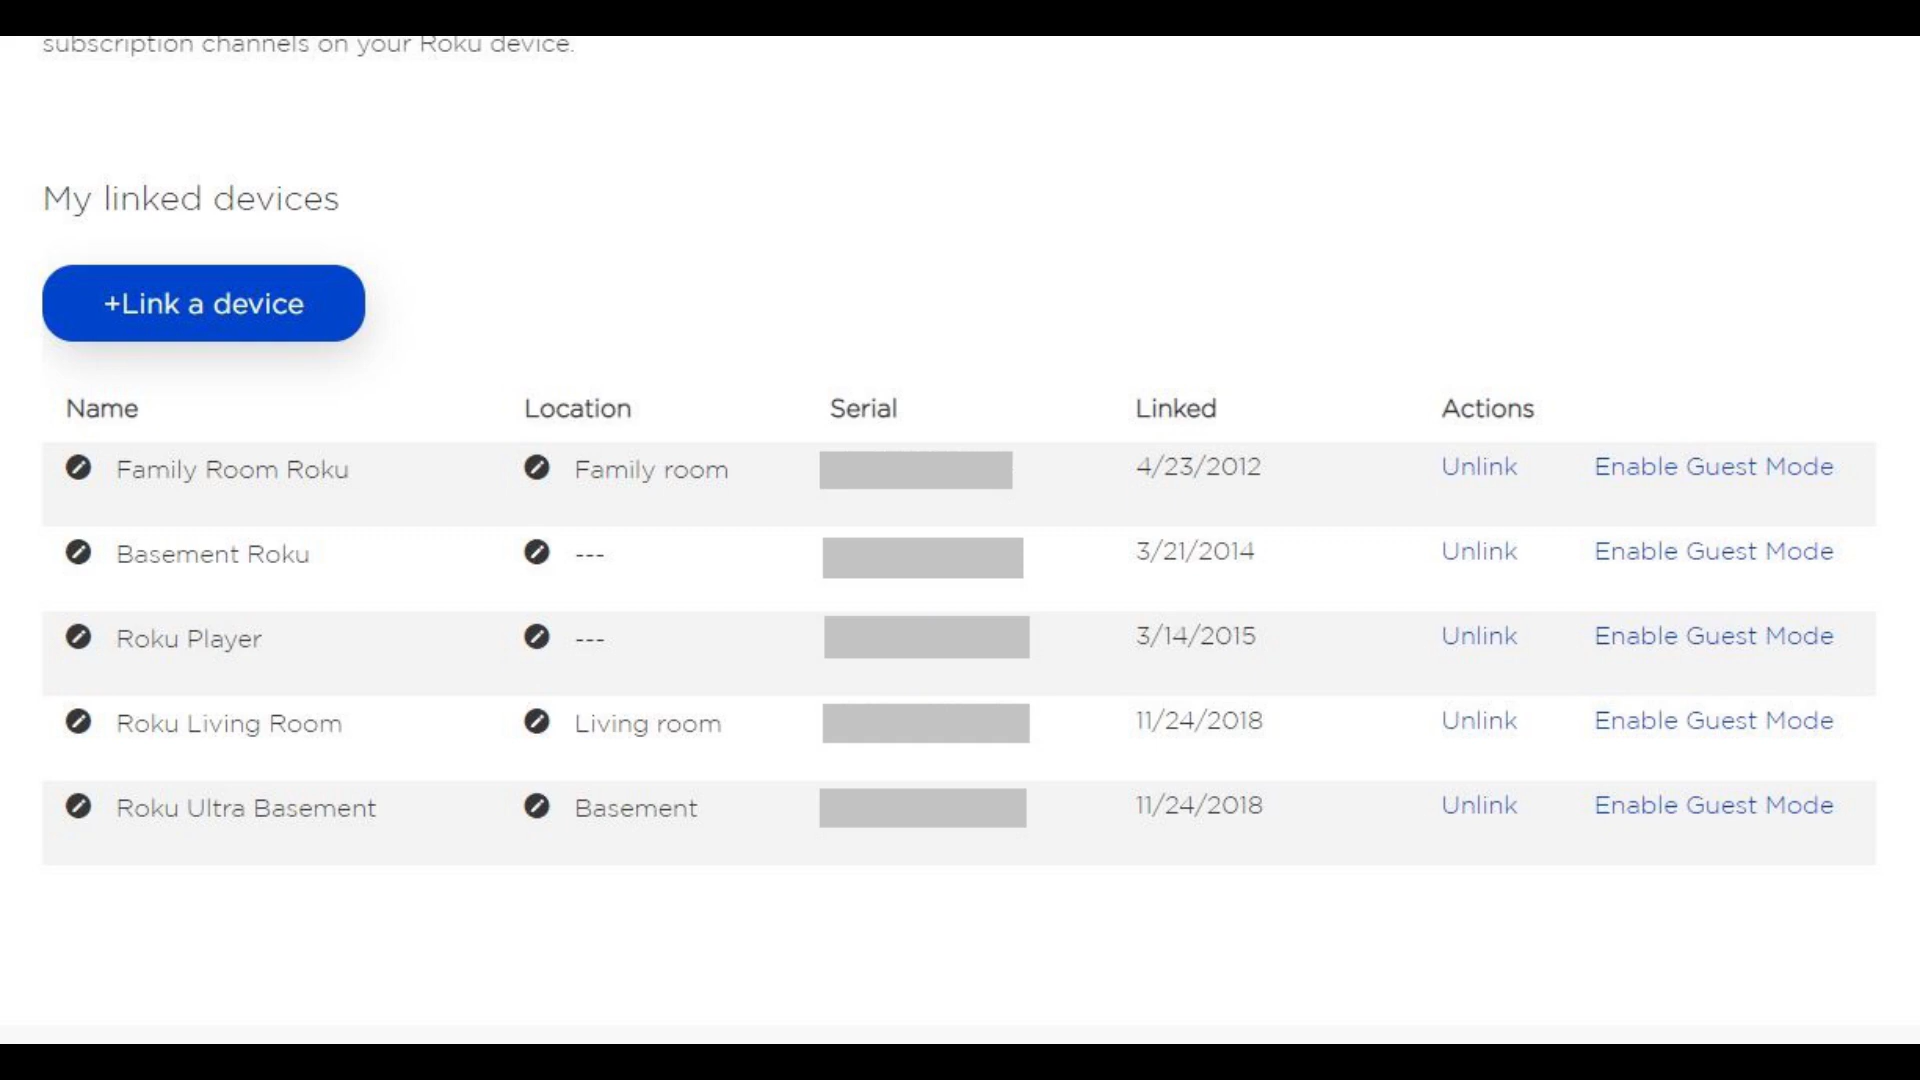 subscription channels on your Roku device.
My linked devices
+Link a device
Name Location Serial Linked Actions
Family Room Roku Family room 4/23/2012 Unlink Enable Guest Mode
Basement Roku --- 3/21/2014 Unlink Enable Guest Mode
Roku Player --- 3/14/2015 Unlink Enable Guest Mode
Roku Living Room Living room 11/24/2018 Unlink Enable Guest Mode
Roku Ultra Basement Basement 11/24/2018 Unlink Enable Guest Mode